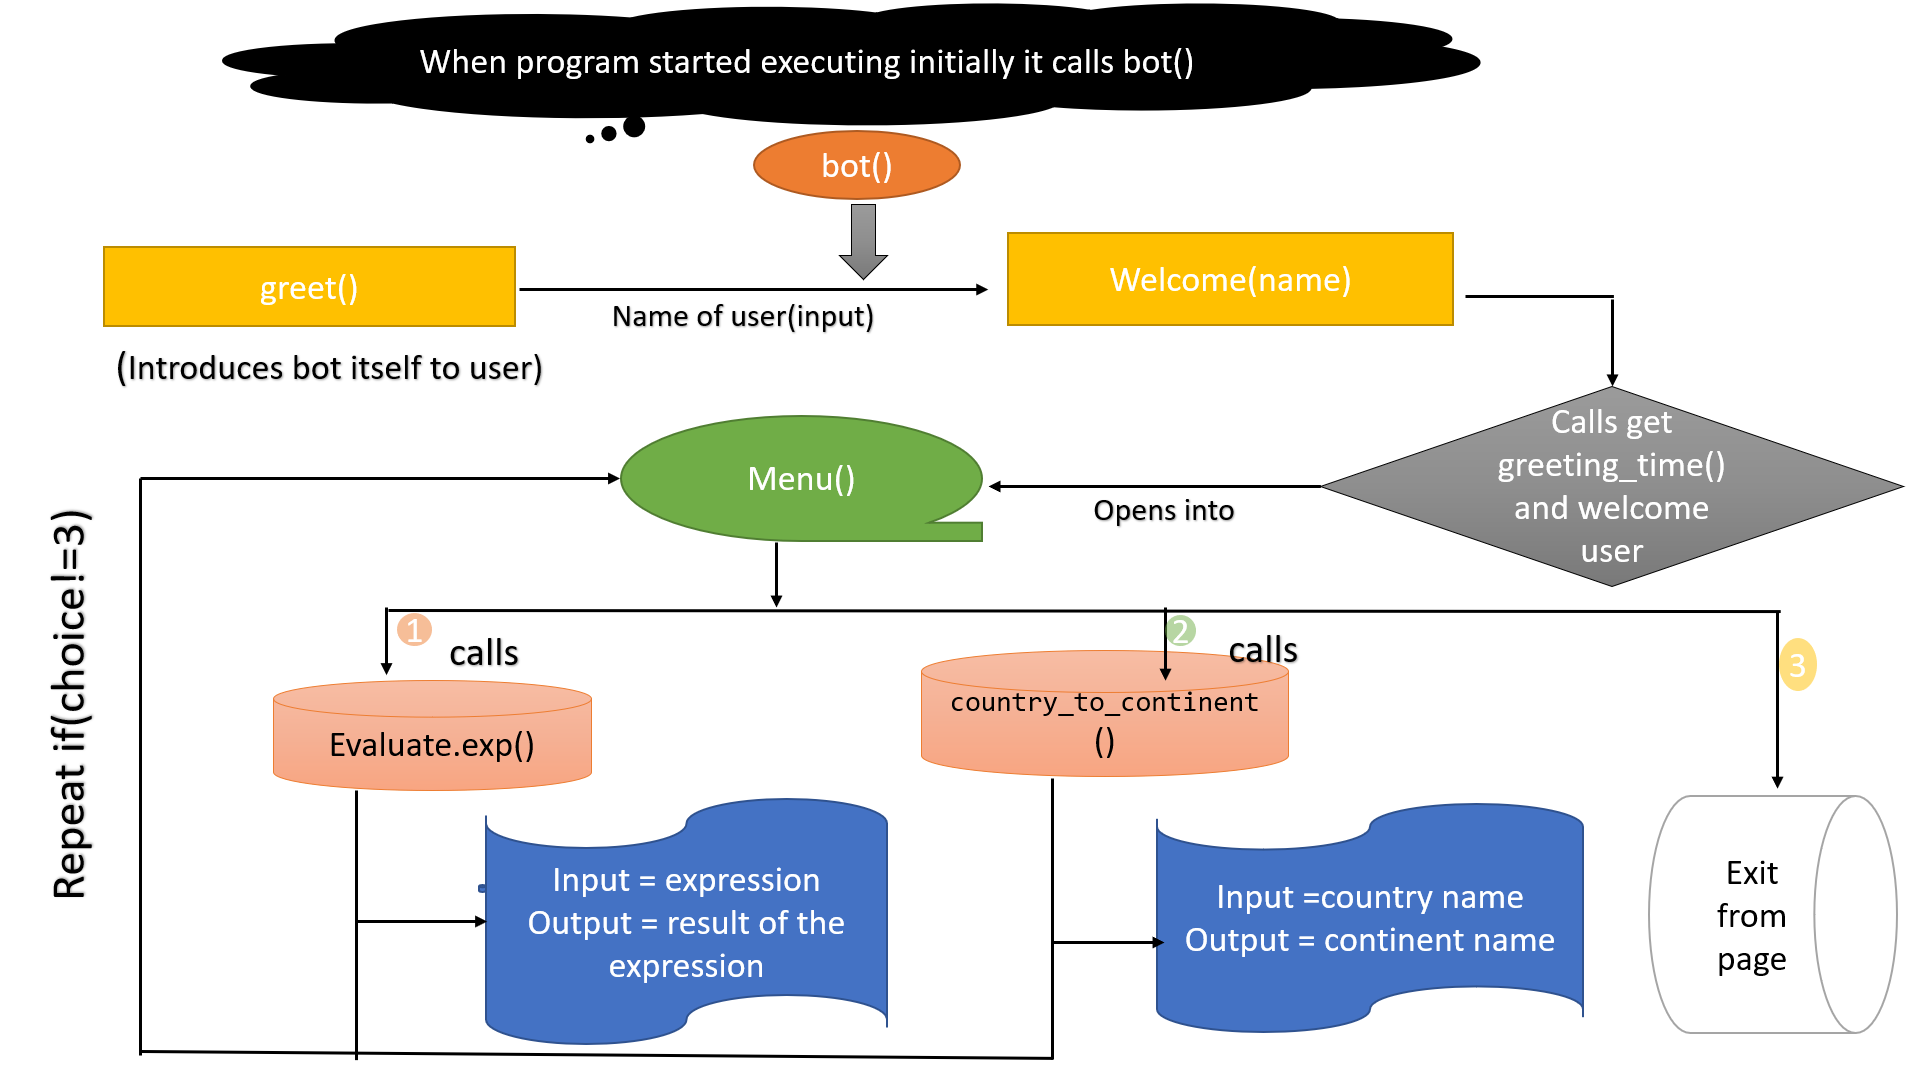 When program started executing initially it calls bot()
bot()
greet()
Welcome(name)
Name of user(input)
(Introduces bot itself to user)
Calls get
greeting_time()
and welcome
user
Menu()
Opens into
Repeat if(choice!=3)
1
calls
2
calls
3
Evaluate.exp()
country_to_continent
()
Input = expression
Output = result of the
expression
Input =country name
Output = continent name
Exit
from
page